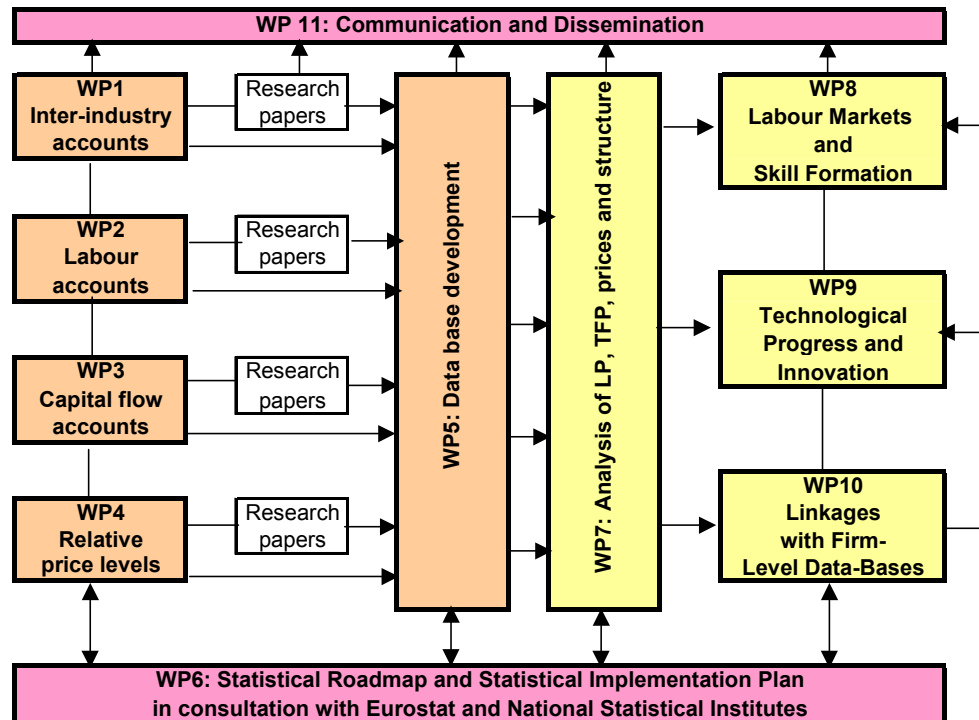 WP 11: Communication and Dissemination
WP1
Inter-industry
accounts
Research
papers
WP2
Labour
accounts
Research
papers
WP3
Capital flow
accounts
Research
papers
WP4
Relative
price levels
Research
papers
WP5: Data base development
WP7: Analysis of LP, TFP, prices and structure
WP8
Labour Markets
and
Skill Formation
WP9
Technological
Progress and
Innovation
WP10
Linkages
with Firm-
Level Data-Bases
WP6: Statistical Roadmap and Statistical Implementation Plan
in consultation with Eurostat and National Statistical Institutes